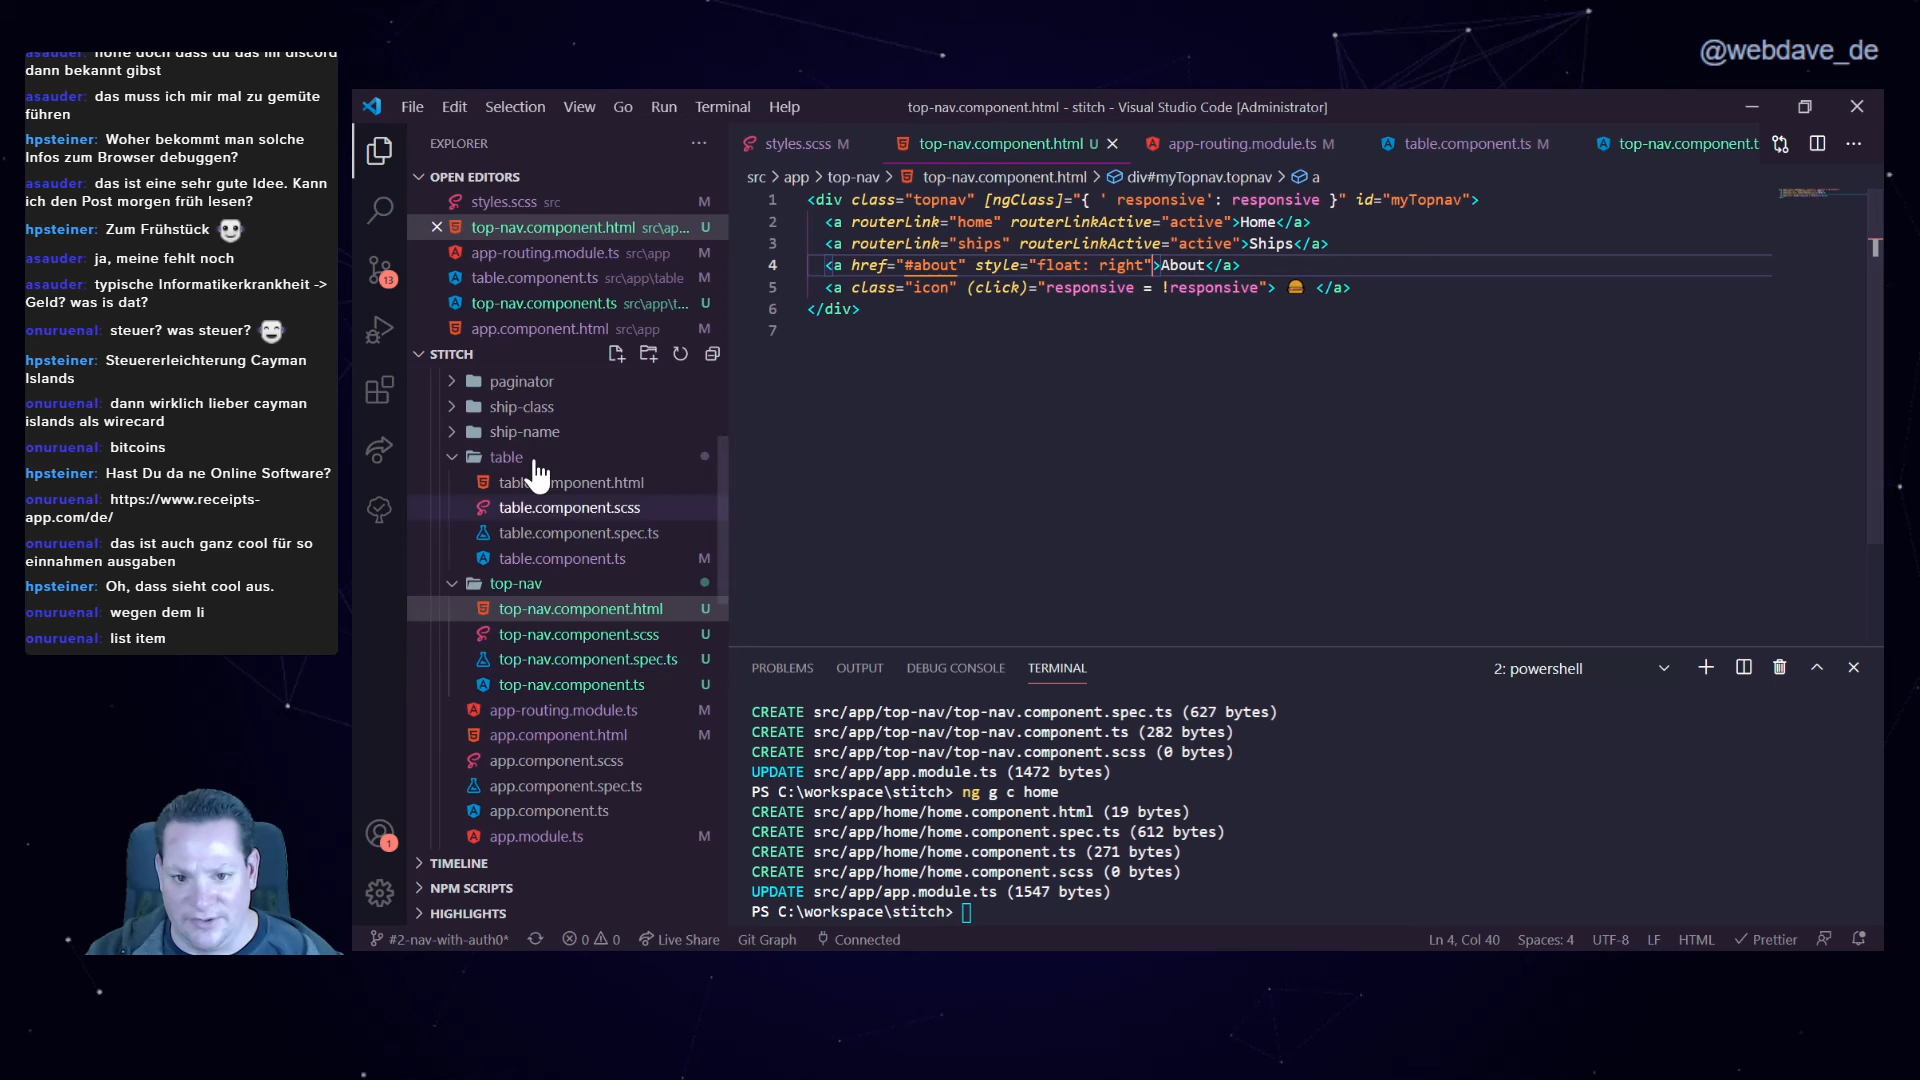 @webdave_de
asauder: hoffe doch dass du das im discord
dann bekannt gibst
asauder: das muss ich mir mal zu gemüte
führen
hpsteiner: Woher bekommt man solche
Infos zum Browser debuggen?
asauder: das ist eine sehr gute Idee. Kann
ich den Post morgen früh lesen?
hpsteiner: Zum Frühstück
asauder: ja, meine fehlt noch
asauder: typische Informatikerkrankheit ->
Geld? was is dat?
onuruenal: steuer? was steuer?
hpsteiner: Steuererleichterung Cayman
Islands
onuruenal: dann wirklich lieber cayman
islands als wirecard
onuruenal: bitcoins
hpsteiner: Hast Du da ne Online Software?
onuruenal: https://www.receipts-
app.com/de/
onuruenal: das ist auch ganz cool für so
einnahmen ausgaben
hpsteiner: Oh, dass sieht cool aus.
onuruenal: wegen dem li
onuruenal: list item
File Edit Selection View Go Run Terminal Help
top-nav.component.html - stitch - Visual Studio Code [Administrator]
EXPLORER
OPEN EDITORS
styles.scss src M
top-nav.component.html src\ap... U
app-routing.module.ts src\app M
table.component.ts src\app\table M
top-nav.component.ts src\app\t... U
app.component.html src\app M
STITCH
paginator
ship-class
ship-name
table
table.component.html
table.component.scss
table.component.spec.ts
table.component.ts M
top-nav
top-nav.component.html U
top-nav.component.scss U
top-nav.component.spec.ts U
top-nav.component.ts U
app-routing.module.ts M
app.component.html M
app.component.scss
app.component.spec.ts
app.component.ts
app.module.ts M
TIMELINE
NPM SCRIPTS
HIGHLIGHTS
13
1
styles.scss M top-nav.component.html U app-routing.module.ts M table.component.ts M top-nav.component.t
src > app > top-nav > top-nav.component.html > div#myTopnav.topnav > a
1 <div class="topnav" [ngClass]="{ ' responsive': responsive }" id="myTopnav">
2 <a routerLink="home" routerLinkActive="active">Home</a>
3 <a routerLink="ships" routerLinkActive="active">Ships</a>
4 <a href="#about" style="float: right">About</a>
5 <a class="icon" (click)="responsive = !responsive"> 🍔 </a>
6 </div>
7
PROBLEMS OUTPUT DEBUG CONSOLE TERMINAL
2: powershell
CREATE src/app/top-nav/top-nav.component.spec.ts (627 bytes)
CREATE src/app/top-nav/top-nav.component.ts (282 bytes)
CREATE src/app/top-nav/top-nav.component.scss (0 bytes)
UPDATE src/app/app.module.ts (1472 bytes)
PS C:\workspace\stitch> ng g c home
CREATE src/app/home/home.component.html (19 bytes)
CREATE src/app/home/home.component.spec.ts (612 bytes)
CREATE src/app/home/home.component.ts (271 bytes)
CREATE src/app/home/home.component.scss (0 bytes)
UPDATE src/app/app.module.ts (1547 bytes)
PS C:\workspace\stitch>
#2-nav-with-auth0* 0 0 Live Share Git Graph Connected
Ln 4, Col 40 Spaces: 4 UTF-8 LF HTML Prettier